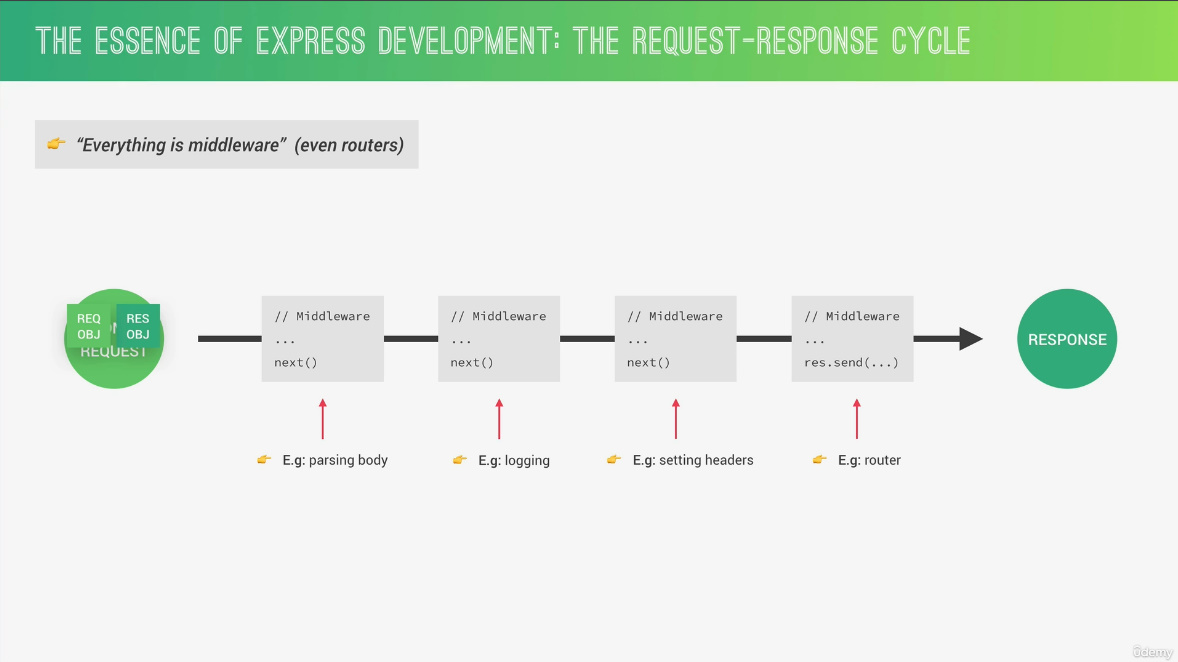 THE ESSENCE OF EXPRESS DEVELOPMENT: THE REQUEST-RESPONSE CYCLE
👉 “Everything is middleware” (even routers)
REQ OBJ
RES OBJ
REQUEST
// Middleware
...
next()
// Middleware
...
next()
// Middleware
...
next()
// Middleware
...
res.send(...)
RESPONSE
👉 E.g: parsing body
👉 E.g: logging
👉 E.g: setting headers
👉 E.g: router
ûdemy